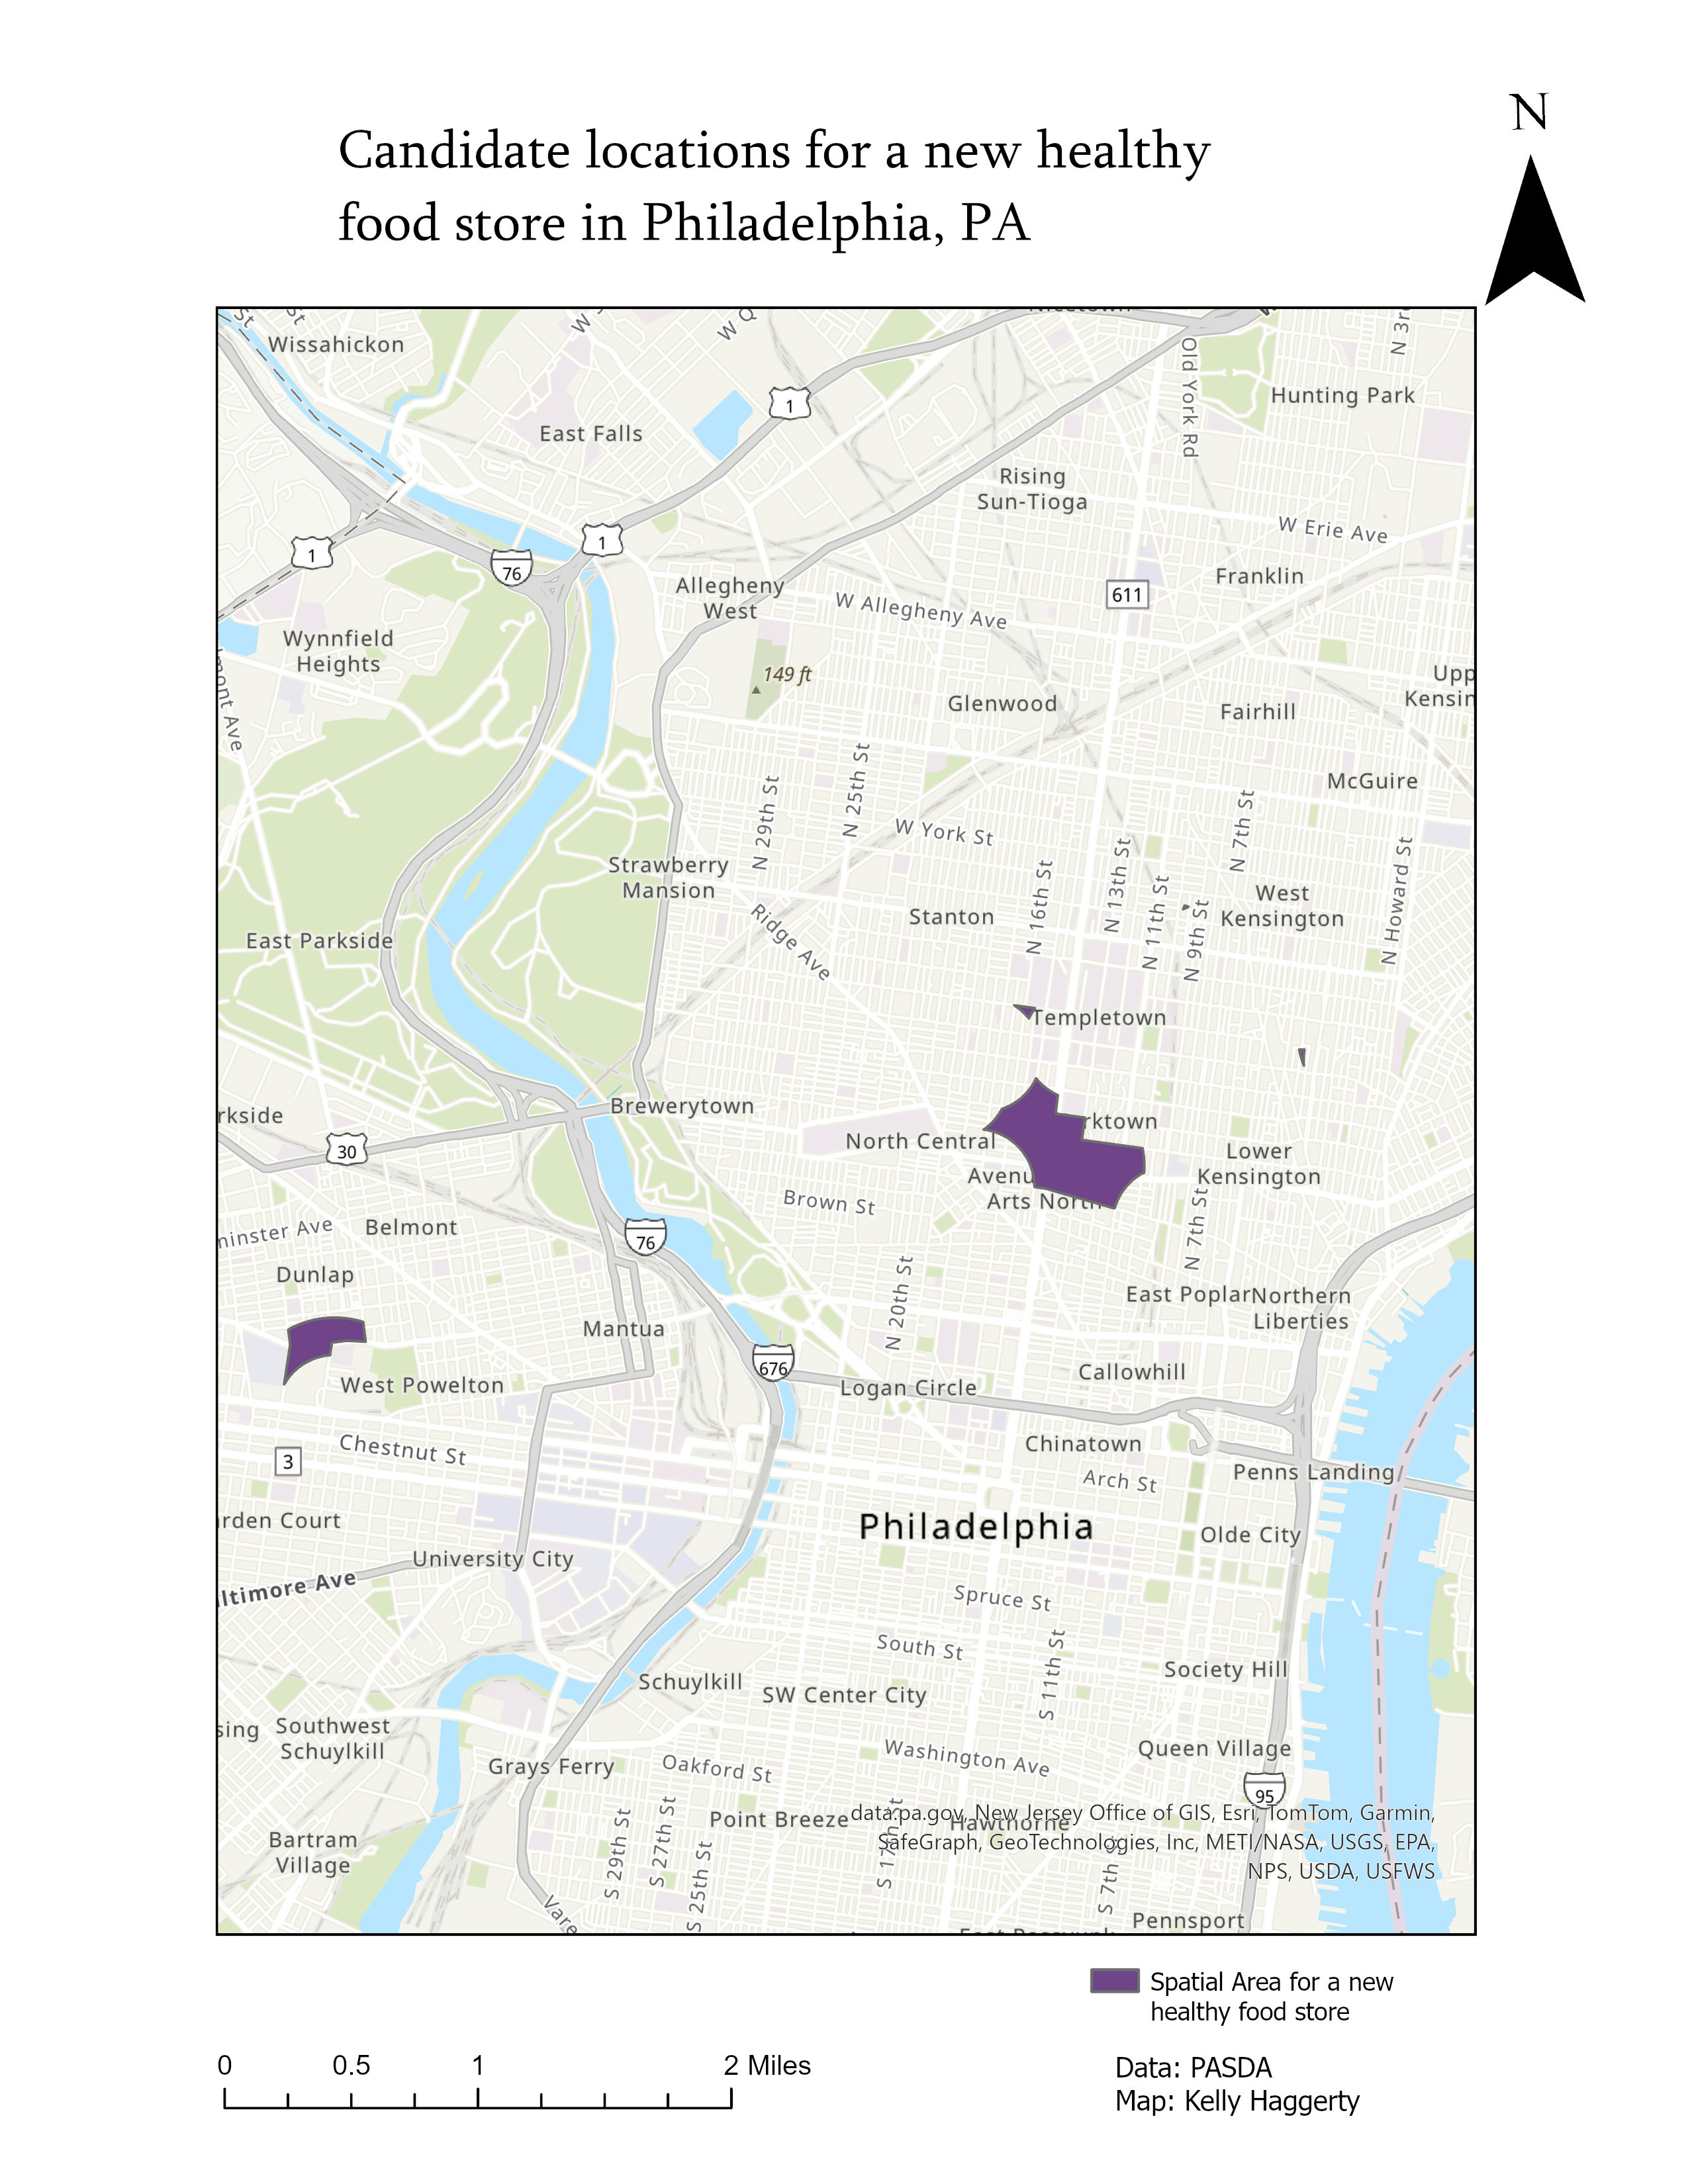 N
Candidate locations for a new healthy
food store in Philadelphia, PA
St
St
Wissahickon
Old York Rd
Hunting Park
1
East Falls
Rising
Sun-Tioga
W Erie Ave
1
1
76
Allegheny
West
W Allegheny Ave
611
Franklin
Wynnfield
Heights
149 ft
Glenwood
Fairhill
Upp
Kensin
McGuire
N 29th St
N 25th St
W York St
N 16th St
N 13th St
N 11th St
N 9th St
N 7th St
N Howard St
Strawberry
Mansion
Ridge Ave
Stanton
West
Kensington
East Parkside
Templetown
rkside
Brewerytown
rktown
30
North Central
Lower
Kensington
Avenu
Arts North
Brown St
N 7th St
minster Ave
Belmont
76
Dunlap
N 20th St
East Poplar
Northern
Liberties
Mantua
676
West Powelton
Logan Circle
Callowhill
Chestnut St
Chinatown
3
Arch St
Penns Landing
rden Court
Philadelphia
Olde City
University City
ltimore Ave
Spruce St
South St
S 11th St
Schuylkill
SW Center City
Society Hill
sing
Southwest
Schuylkill
Grays Ferry
Oakford St
Washington Ave
Queen Village
95
S 29th St
S 27th St
S 25th St
Point Breeze
Hawthorne
S 17th St
S 7th S
data.pa.gov, New Jersey Office of GIS, Esri, TomTom, Garmin,
SafeGraph, GeoTechnologies, Inc, METI/NASA, USGS, EPA,
NPS, USDA, USFWS
Bartram
Village
Vare
Pennsport
Spatial Area for a new
healthy food store
0 0.5 1 2 Miles
Data: PASDA
Map: Kelly Haggerty